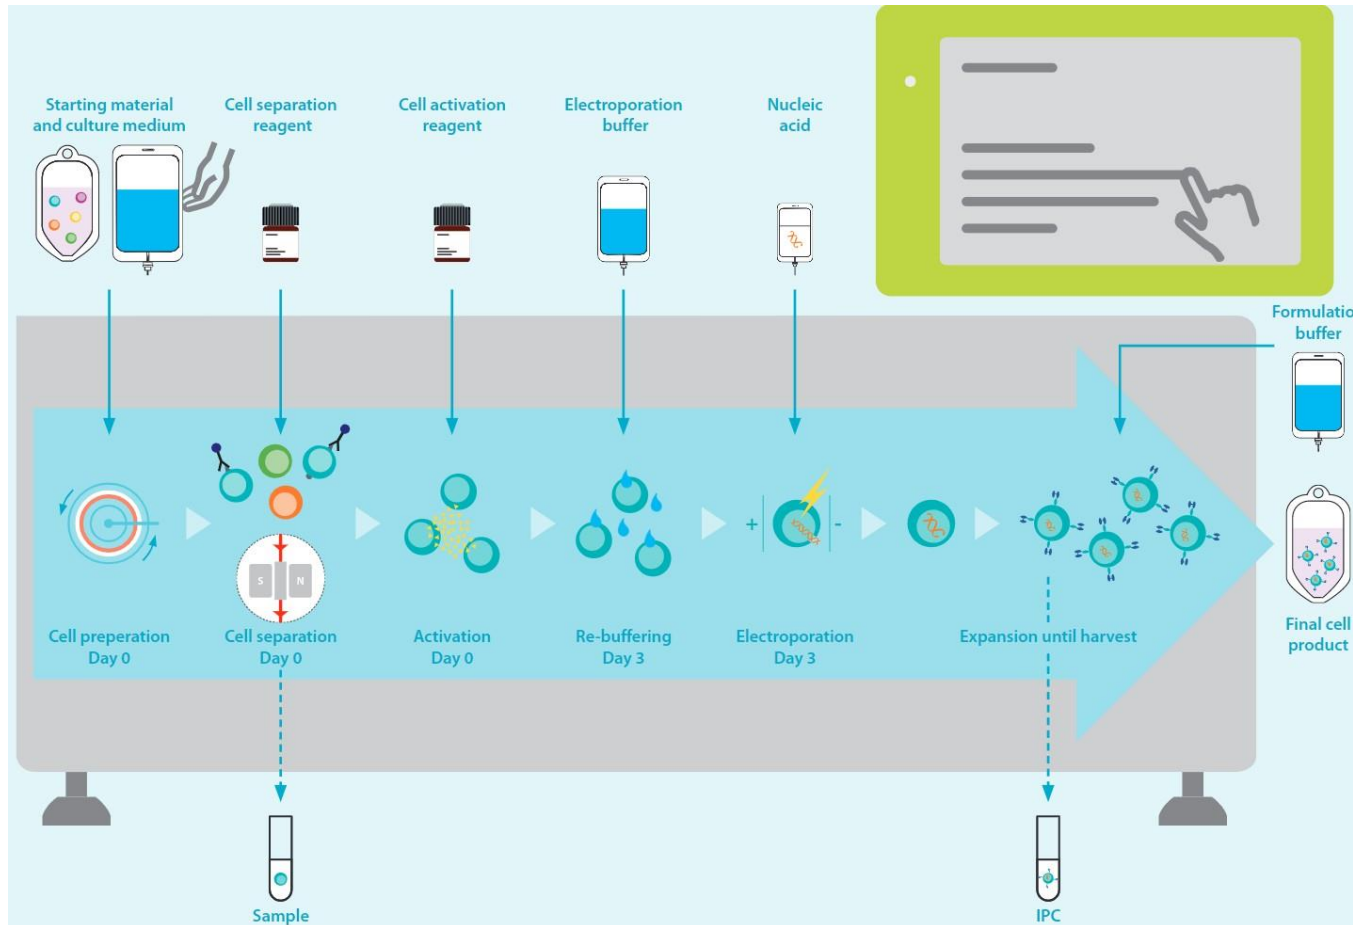 Starting material
and culture medium
Cell separation
reagent
Cell activation
reagent
Electroporation
buffer
Nucleic
acid
Formulatio
buffer
S
N
+
-
Cell preperation
Day 0
Cell separation
Day 0
Activation
Day 0
Re-buffering
Day 3
Electroporation
Day 3
Expansion until harvest
Final cell
product
Sample
IPC